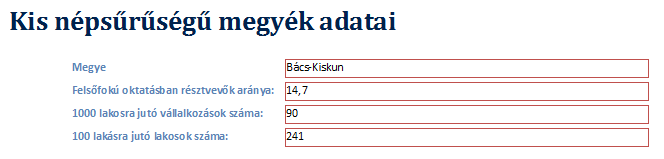 Kis népsűrűségű megyék adatai
Megye Bács-Kiskun
Felsőfokú oktatásban résztvevők aránya: 14,7
1000 lakosra jutó vállalkozások száma: 90
100 lakásra jutó lakosok száma: 241